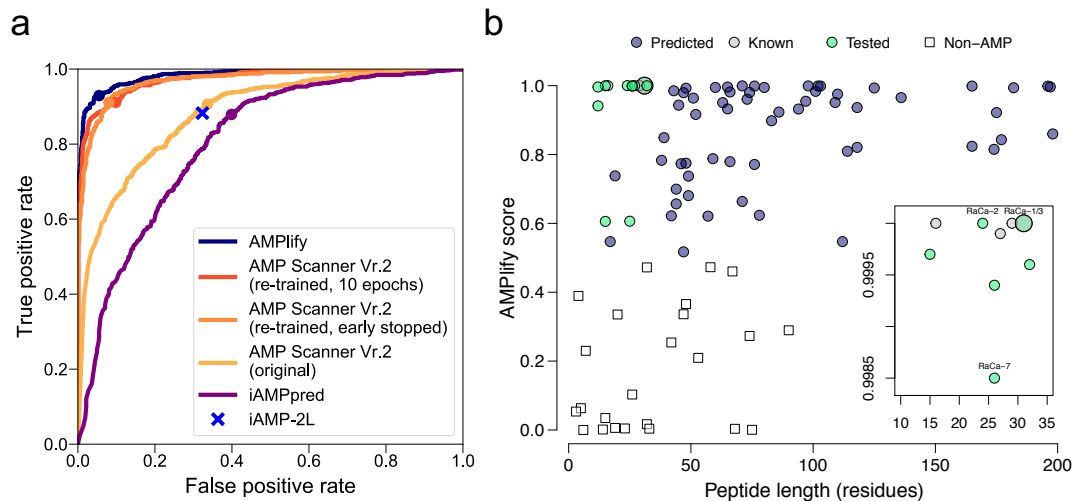 a
True positive rate
1.0
0.8
0.6
0.4
0.2
0.0
0.0
0.2
0.4
0.6
0.8
1.0
False positive rate
AMPlify
AMP Scanner Vr.2
(re-trained, 10 epochs)
AMP Scanner Vr.2
(re-trained, early stopped)
AMP Scanner Vr.2
(original)
iAMPpred
iAMP-2L
b
Predicted
Known
Tested
Non-AMP
AMPlify score
1.0
0.8
0.6
0.4
0.2
0.0
0
50
100
150
200
Peptide length (residues)
RaCa-2
RaCa-1/3
RaCa-7
0.9995
0.9985
10
15
20
25
30
35